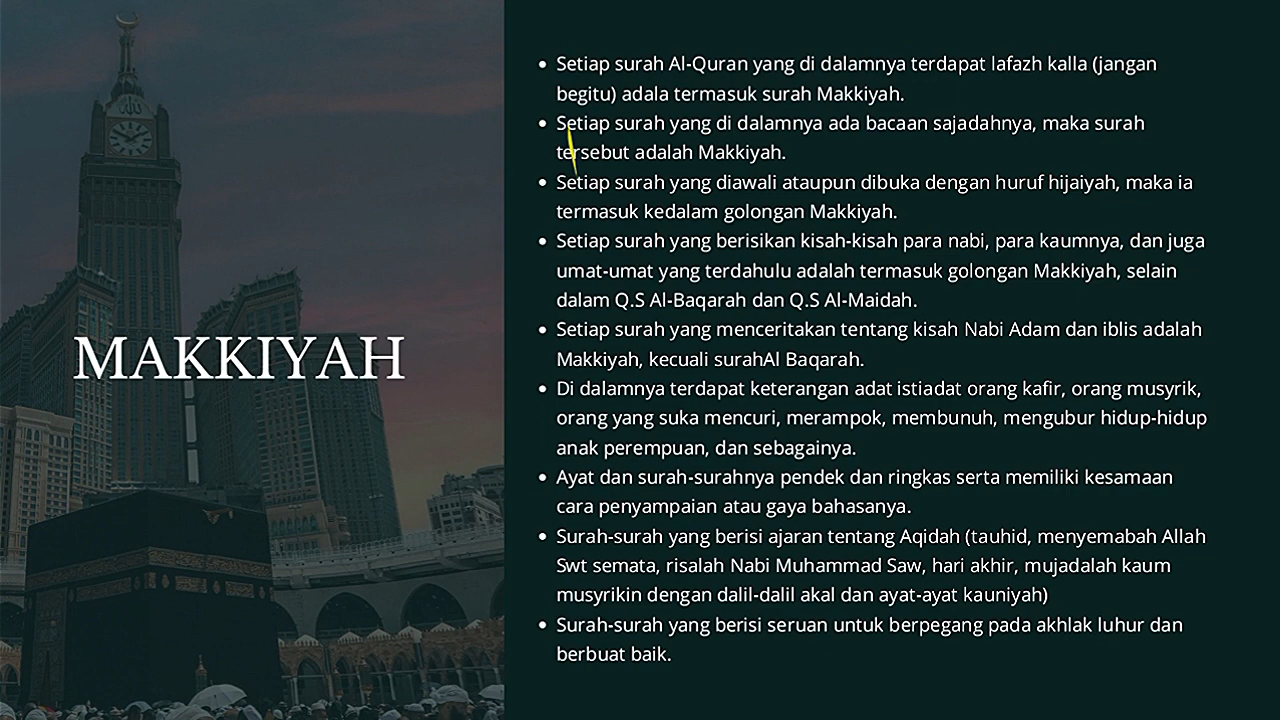 MAKKIYAH
• Setiap surah Al-Quran yang di dalamnya terdapat lafazh kalla (jangan
begitu) adala termasuk surah Makkiyah.
• Setiap surah yang di dalamnya ada bacaan sajadahnya, maka surah
tersebut adalah Makkiyah.
• Setiap surah yang diawali ataupun dibuka dengan huruf hijaiyah, maka ia
termasuk kedalam golongan Makkiyah.
• Setiap surah yang berisikan kisah-kisah para nabi, para kaumnya, dan juga
umat-umat yang terdahulu adalah termasuk golongan Makkiyah, selain
dalam Q.S Al-Baqarah dan Q.S Al-Maidah.
• Setiap surah yang menceritakan tentang kisah Nabi Adam dan iblis adalah
Makkiyah, kecuali surahAl Baqarah.
• Di dalamnya terdapat keterangan adat istiadat orang kafir, orang musyrik,
orang yang suka mencuri, merampok, membunuh, mengubur hidup-hidup
anak perempuan, dan sebagainya.
• Ayat dan surah-surahnya pendek dan ringkas serta memiliki kesamaan
cara penyampaian atau gaya bahasanya.
• Surah-surah yang berisi ajaran tentang Aqidah (tauhid, menyemabah Allah
Swt semata, risalah Nabi Muhammad Saw, hari akhir, mujadalah kaum
musyrikin dengan dalil-dalil akal dan ayat-ayat kauniyah)
• Surah-surah yang berisi seruan untuk berpegang pada akhlak luhur dan
berbuat baik.